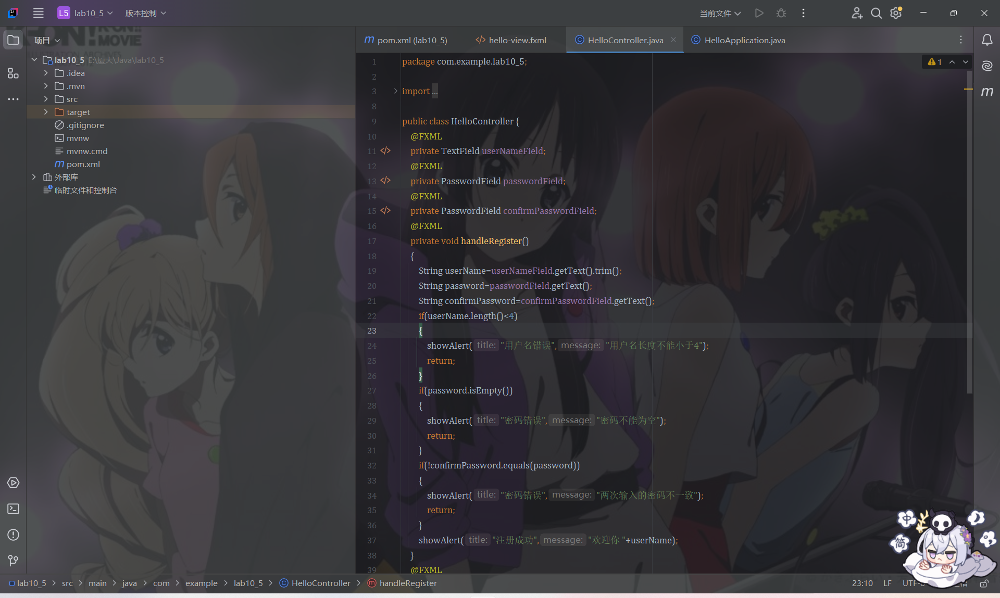 L5 lab10_5 版本控制 当前文件
项目
K-ON!
MOVIE
lab10_5 E:\厦大\Java\lab10_5
.idea
.mvn
src
target
.gitignore
mvnw
mvnw.cmd
pom.xml
外部库
临时文件和控制台
pom.xml (lab10_5) hello-view.fxml HelloController.java HelloApplication.java
1 package com.example.lab10_5;
2
3 import ...
8
9 public class HelloController {
10 @FXML
11 private TextField userNameField;
12 @FXML
13 private PasswordField passwordField;
14 @FXML
15 private PasswordField confirmPasswordField;
16 @FXML
17 private void handleRegister()
18 {
19 String userName=userNameField.getText().trim();
20 String password=passwordField.getText();
21 String confirmPassword=confirmPasswordField.getText();
22 if(userName.length()<4)
23 {
24 showAlert( title: "用户名错误", message: "用户名长度不能小于4");
25 return;
26 }
27 if(password.isEmpty())
28 {
29 showAlert( title: "密码错误", message: "密码不能为空");
30 return;
31 }
32 if(!confirmPassword.equals(password))
33 {
34 showAlert( title: "密码错误", message: "两次输入的密码不一致");
35 return;
36 }
37 showAlert( title: "注册成功", message: "欢迎你 "+userName);
38 }
39 @FXML
1
中
简
lab10_5 > src > main > java > com > example > lab10_5 > HelloController > handleRegister
23:10 LF